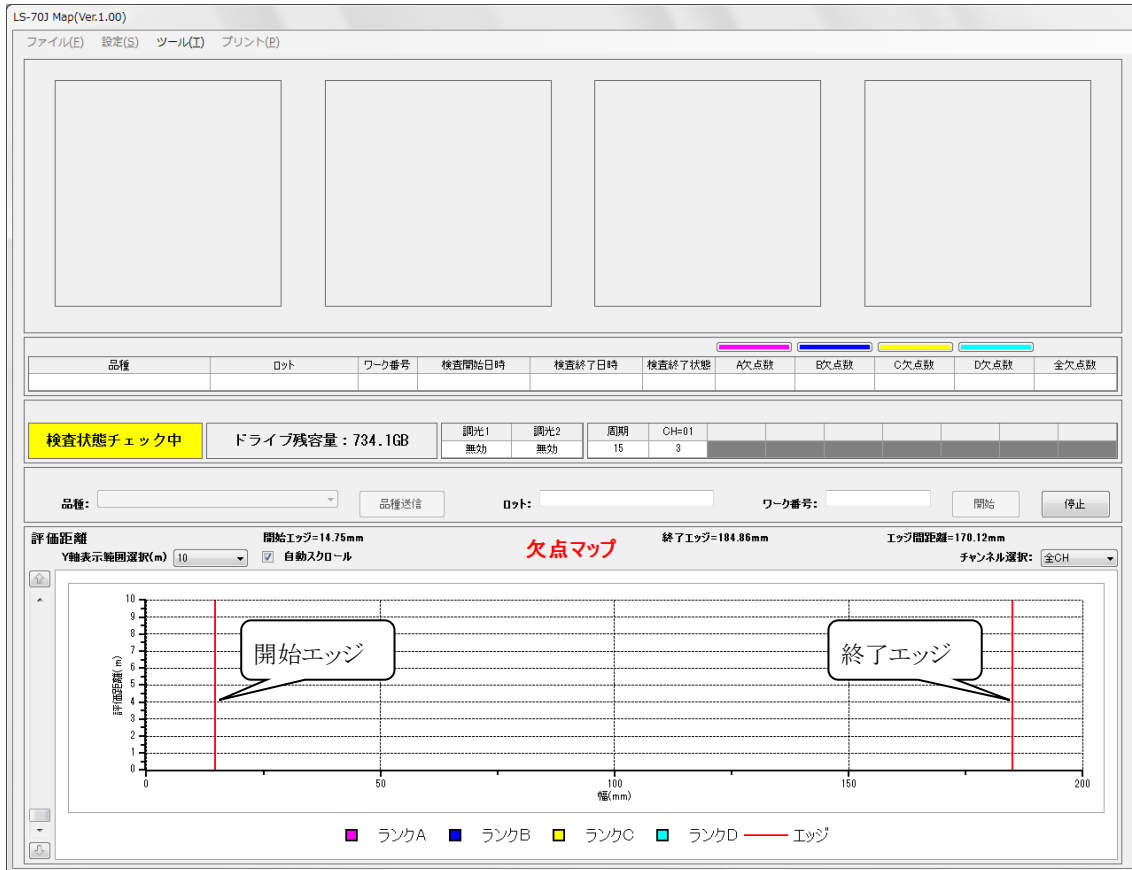 LS-70J Map(Ver.1.00)
ファイル(F) 設定(S) ツール(T) プリント(P)
品種 ロット ワーク番号 検査開始日時 検査終了日時 検査終了状態 A欠点数 B欠点数 C欠点数 D欠点数 全欠点数
検査状態チェック中 ドライブ残容量:734.1GB
調光1 調光2 周期 CH=01
無効 無効 15 3
品種: 品種送信 ロット: ワーク番号: 開始 停止
評価距離 開始エッジ=14.75mm 欠点マップ 終了エッジ=184.86mm エッジ間距離=170.12mm
Y軸表示範囲選択(m) 10 自動スクロール チャンネル選択: 全CH
評価距離(m)
10
9
8
7
6
5
4
3
2
1
0
開始エッジ 終了エッジ
0 50 100 150 200
幅(mm)
ランクA ランクB ランクC ランクD エッジ